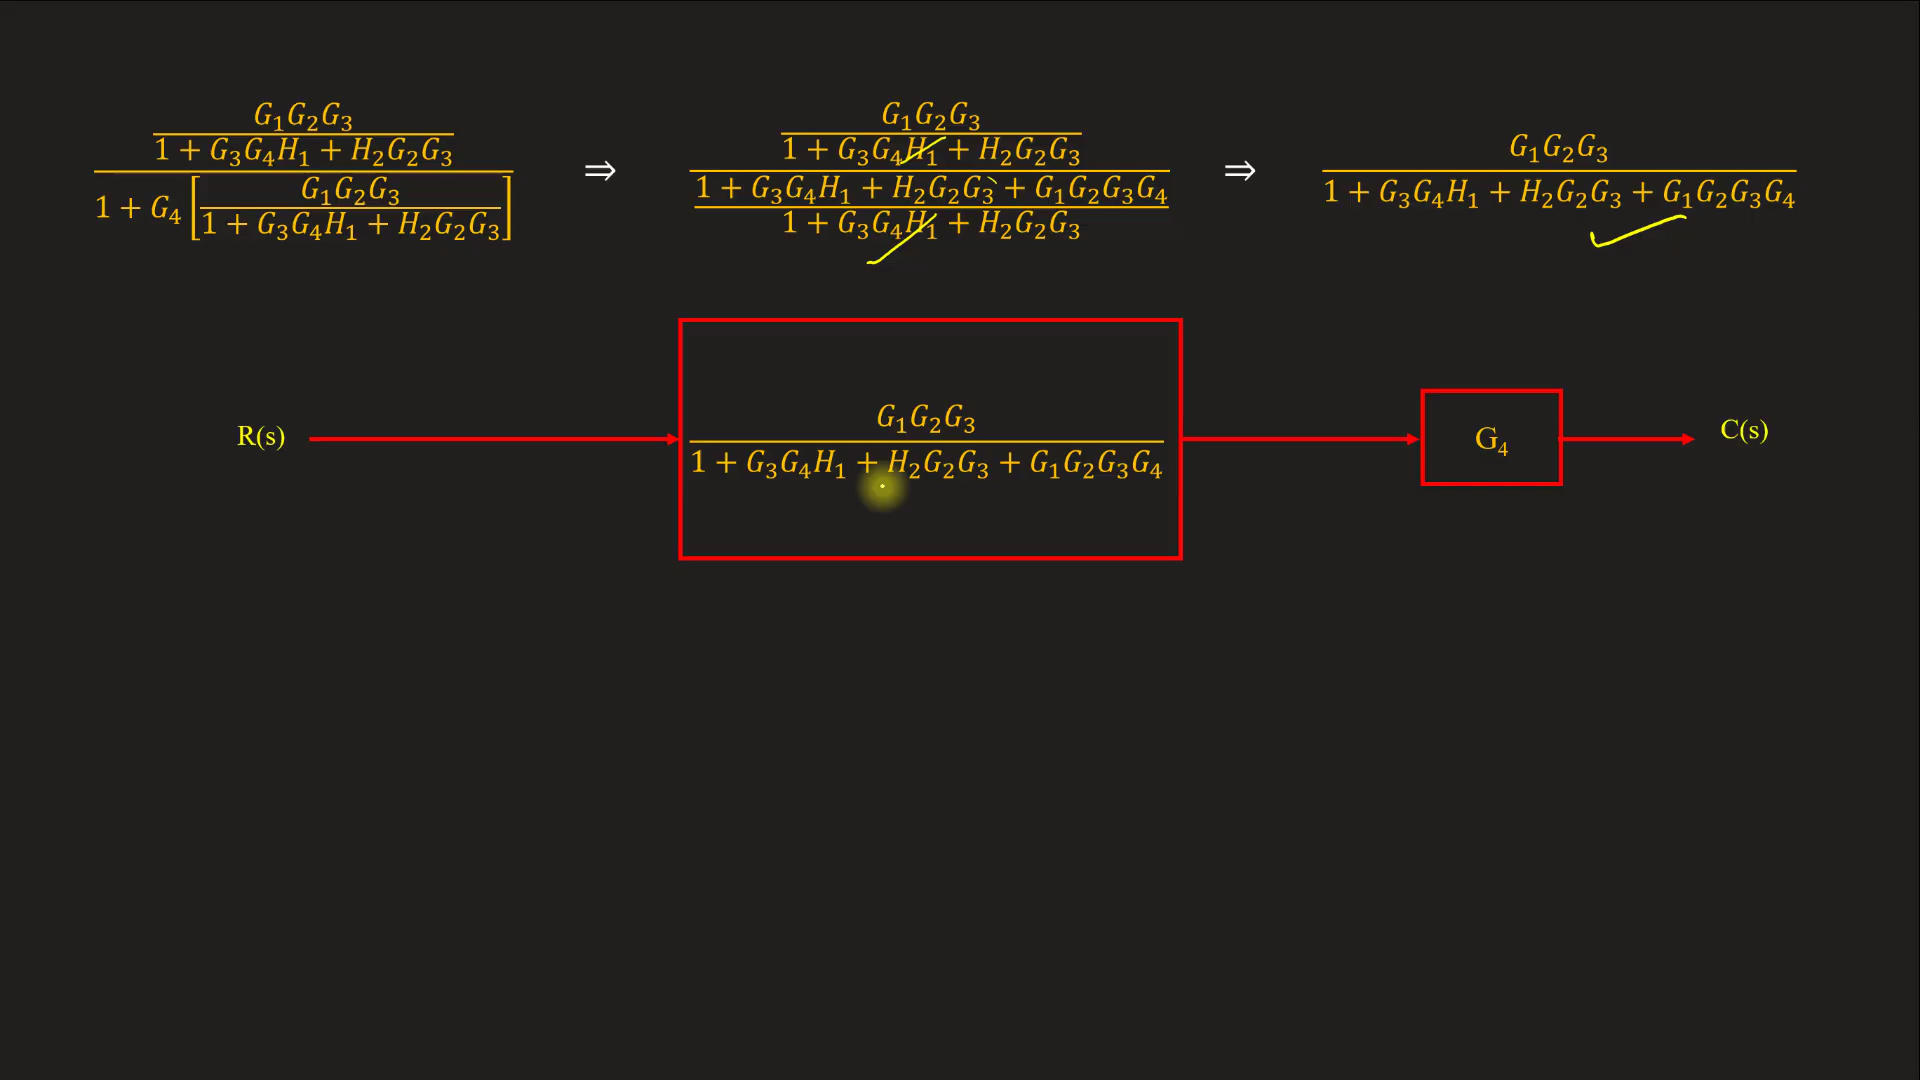 G₁G₂G₃ / (1 + G₃G₄H₁ + H₂G₂G₃) / (1 + G₄ [G₁G₂G₃ / (1 + G₃G₄H₁ + H₂G₂G₃)]) ⇒ (G₁G₂G₃ / (1 + G₃G₄H₁ + H₂G₂G₃)) / ((1 + G₃G₄H₁ + H₂G₂G₃ + G₁G₂G₃G₄) / (1 + G₃G₄H₁ + H₂G₂G₃)) ⇒ G₁G₂G₃ / (1 + G₃G₄H₁ + H₂G₂G₃ + G₁G₂G₃G₄)
R(s)
G₁G₂G₃
1 + G₃G₄H₁ + H₂G₂G₃ + G₁G₂G₃G₄
G₄
C(s)